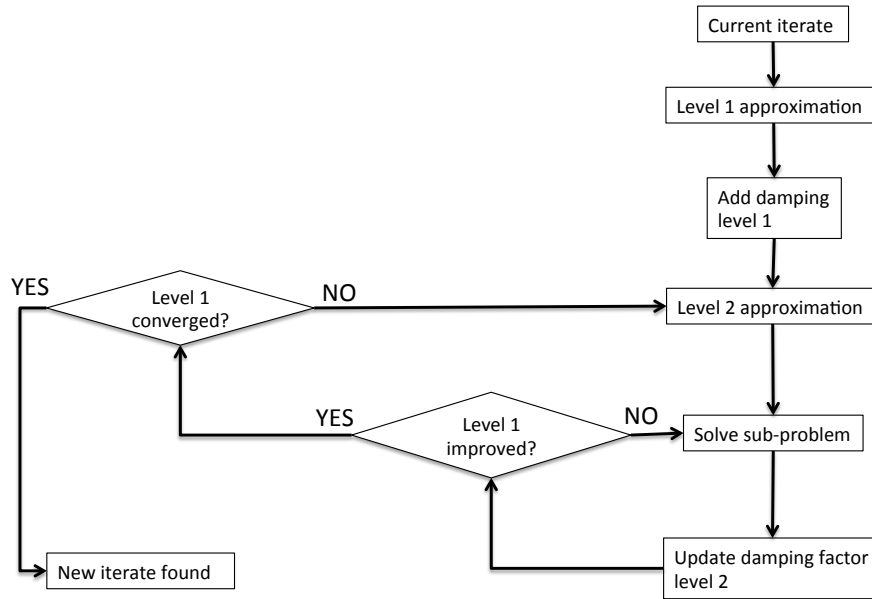 Current iterate
Level 1 approximation
Add damping
level 1
YES
Level 1
converged?
NO
Level 2 approximation
YES
Level 1
improved?
NO
Solve sub-problem
New iterate found
Update damping factor
level 2